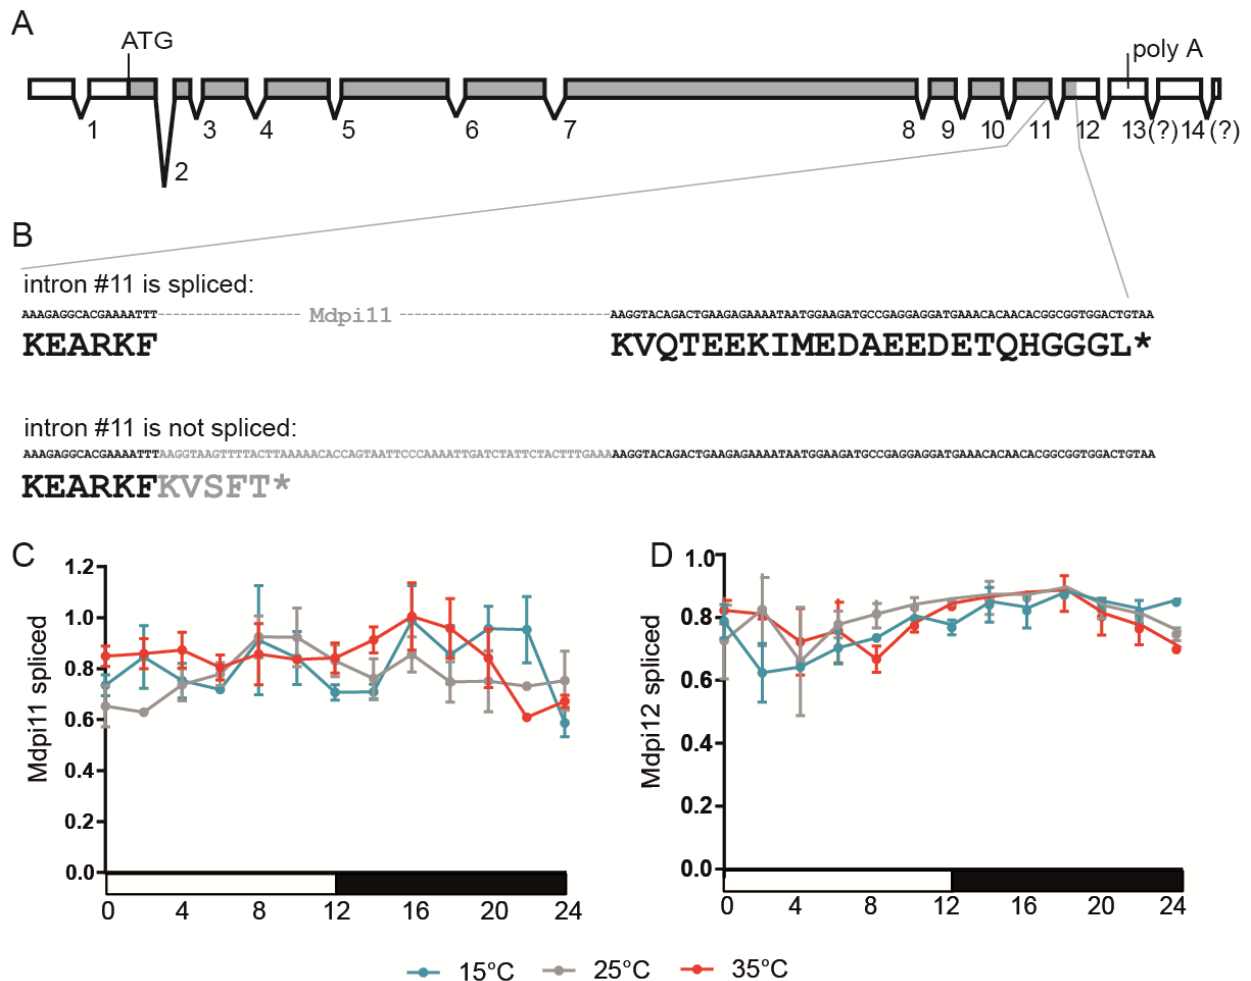 A
ATG
poly A
1 2 3 4 5 6 7 8 9 10 11 12 13(?) 14(?)
B
intron #11 is spliced:
AAAGAGGCACGAAAATTT-----------------Mdpi11---------------------------AAGGTACAGACTGAAGAGAAAATAATGGAAGATGCCGAGGAGGATGAAACACAACACGGCGGTGGACTGTAA
KEARKF KVQTEEKIMEDAEEDETQHGGGL*
intron #11 is not spliced:
AAAGAGGCACGAAAATTTAAGGTAAGTTTTACTTAAAAACACCAGTAATTCCCAAAATTGATCTATTCTACTTTGAAAAAGGTACAGACTGAAGAGAAAATAATGGAAGATGCCGAGGAGGATGAAACACAACACGGCGGTGGACTGTAA
KEARKFKVSFT*
C
Mdpi11 spliced
1.2
1.0
0.8
0.6
0.4
0.2
0.0
0 4 8 12 16 20 24
D
Mdpi12 spliced
1.0
0.8
0.6
0.4
0.2
0.0
0 4 8 12 16 20 24
15°C 25°C 35°C